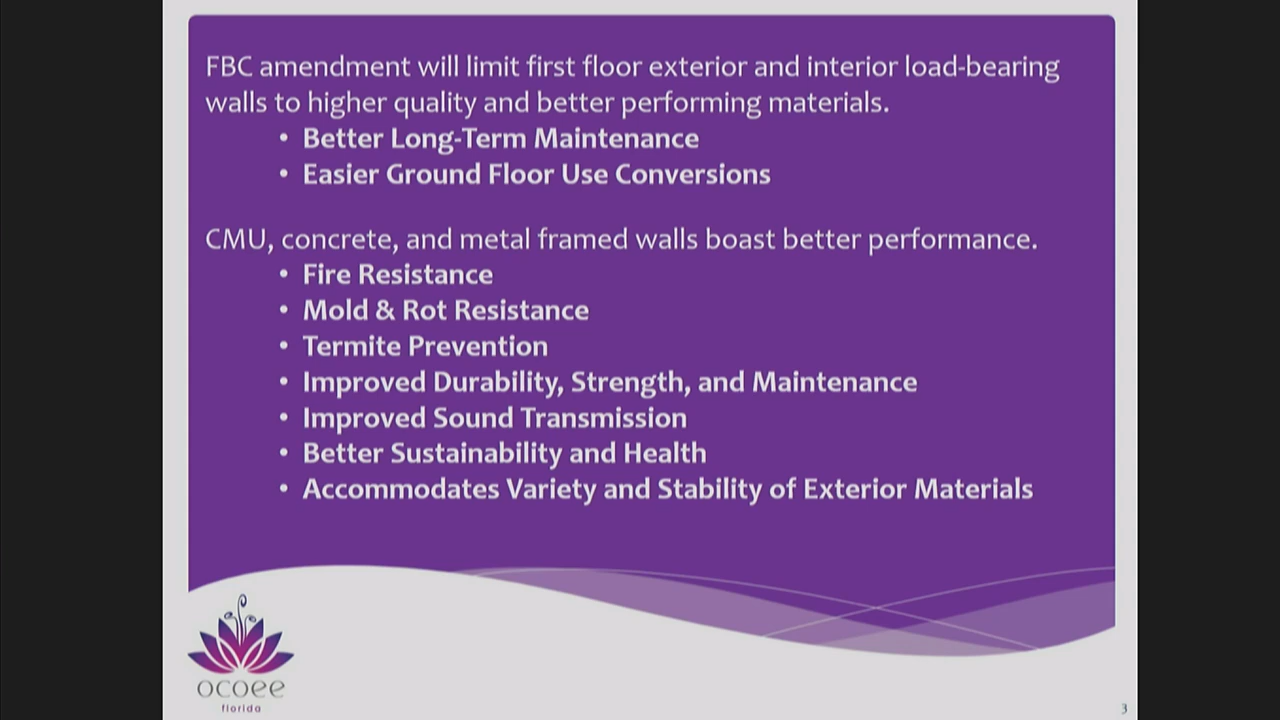 FBC amendment will limit first floor exterior and interior load-bearing
walls to higher quality and better performing materials.
• Better Long-Term Maintenance
• Easier Ground Floor Use Conversions
CMU, concrete, and metal framed walls boast better performance.
• Fire Resistance
• Mold & Rot Resistance
• Termite Prevention
• Improved Durability, Strength, and Maintenance
• Improved Sound Transmission
• Better Sustainability and Health
• Accommodates Variety and Stability of Exterior Materials
ocoee
florida
3